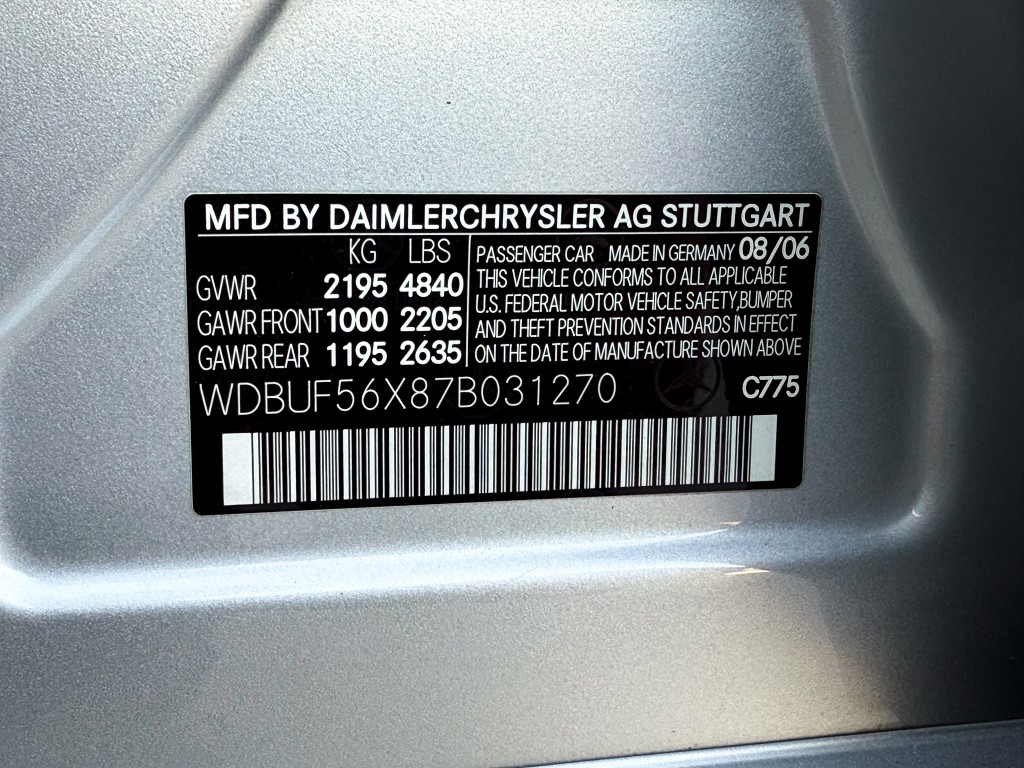 MFD BY DAIMLERCHRYSLER AG STUTTGART
KG LBS
GVWR 2195 4840
GAWR FRONT 1000 2205
GAWR REAR 1195 2635
PASSENGER CAR MADE IN GERMANY 08/06
THIS VEHICLE CONFORMS TO ALL APPLICABLE
U.S. FEDERAL MOTOR VEHICLE SAFETY,BUMPER
AND THEFT PREVENTION STANDARDS IN EFFECT
ON THE DATE OF MANUFACTURE SHOWN ABOVE
WDBUF56X87B031270 C775